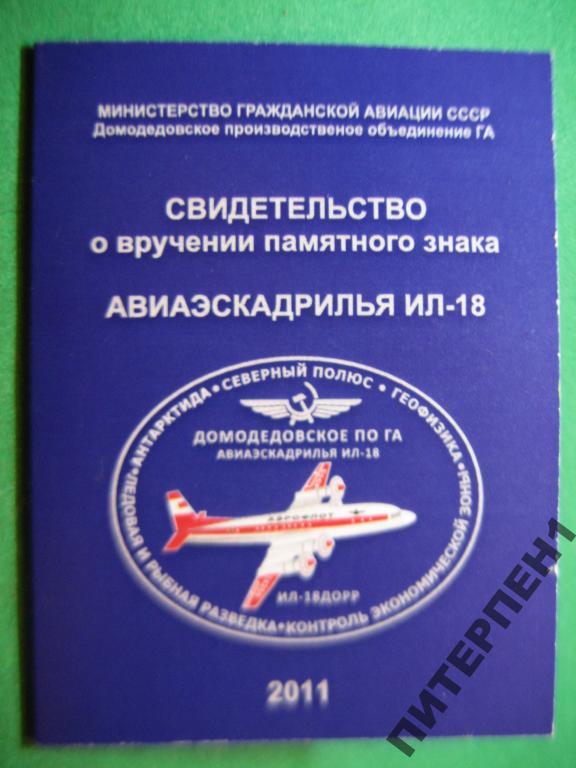 МИНИСТЕРСТВО ГРАЖДАНСКОЙ АВИАЦИИ СССР
Домодедовское производственое объединение ГА
СВИДЕТЕЛЬСТВО
о вручении памятного знака
АВИАЭСКАДРИЛЬЯ ИЛ-18
АНТАРКТИДА • СЕВЕРНЫЙ ПОЛЮС • ГЕОФИЗИКА •
ДОМОДЕДОВСКОЕ ПО ГА
АВИАЭСКАДРИЛЬЯ ИЛ-18
АЭРОФЛОТ
ИЛ-18ДОРР
ЛЕДОВАЯ И РЫБНАЯ РАЗВЕДКА • КОНТРОЛЬ ЭКОНОМИЧЕСКОЙ ЗОНЫ •
2011
ПИТЕРПЕН1